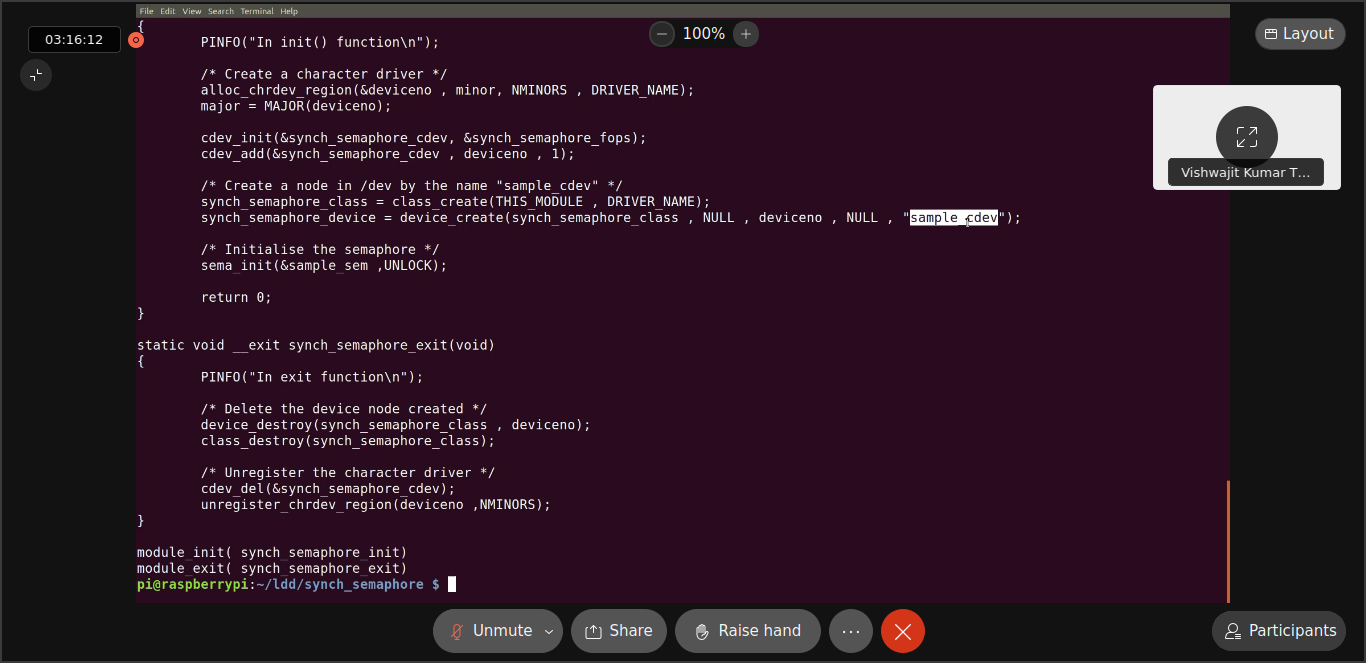 File Edit View Search Terminal Help
{
PINFO("In init() function\n");
/* Create a character driver */
alloc_chrdev_region(&deviceno , minor, NMINORS , DRIVER_NAME);
major = MAJOR(deviceno);
cdev_init(&synch_semaphore_cdev, &synch_semaphore_fops);
cdev_add(&synch_semaphore_cdev , deviceno , 1);
/* Create a node in /dev by the name "sample_cdev" */
synch_semaphore_class = class_create(THIS_MODULE , DRIVER_NAME);
synch_semaphore_device = device_create(synch_semaphore_class , NULL , deviceno , NULL , "sample_cdev");
/* Initialise the semaphore */
sema_init(&sample_sem ,UNLOCK);
return 0;
}
static void __exit synch_semaphore_exit(void)
{
PINFO("In exit function\n");
/* Delete the device node created */
device_destroy(synch_semaphore_class , deviceno);
class_destroy(synch_semaphore_class);
/* Unregister the character driver */
cdev_del(&synch_semaphore_cdev);
unregister_chrdev_region(deviceno ,NMINORS);
}
module_init( synch_semaphore_init)
module_exit( synch_semaphore_exit)
pi@raspberrypi:~/ldd/synch_semaphore $
03:16:12
100%
Layout
Vishwajit Kumar T...
Unmute
Share
Raise hand
Participants